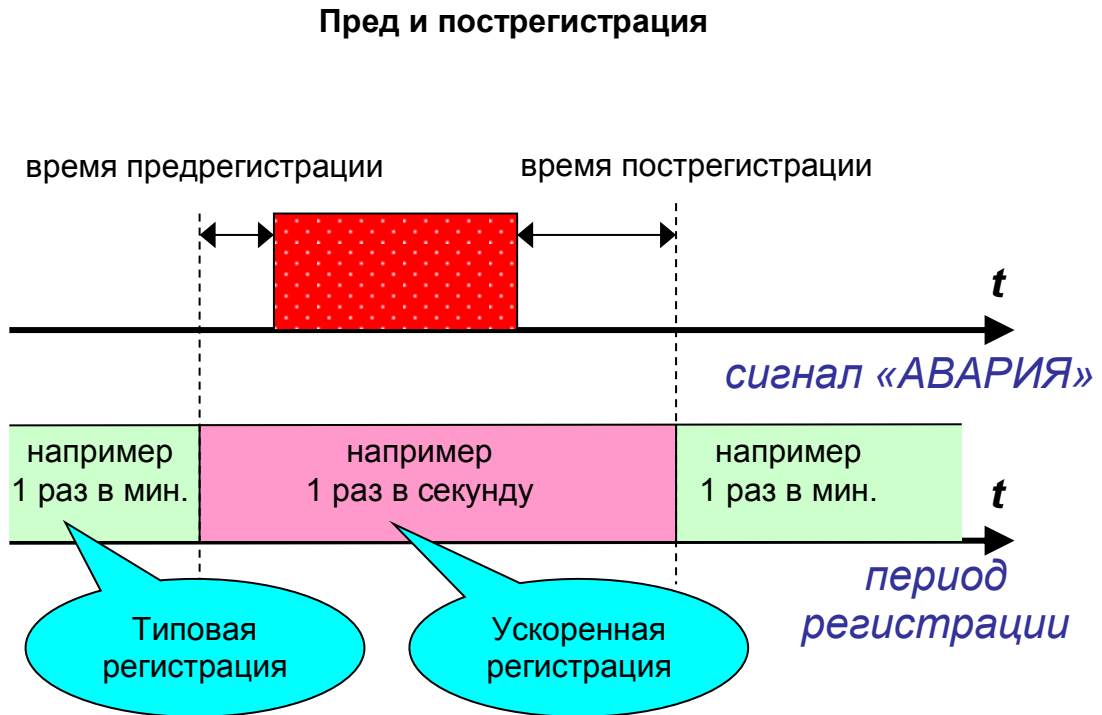 Пред и пострегистрация
время предрегистрации
время пострегистрации
t
сигнал «АВАРИЯ»
например
1 раз в мин.
например
1 раз в секунду
например
1 раз в мин.
t
период
регистрации
Типовая
регистрация
Ускоренная
регистрация